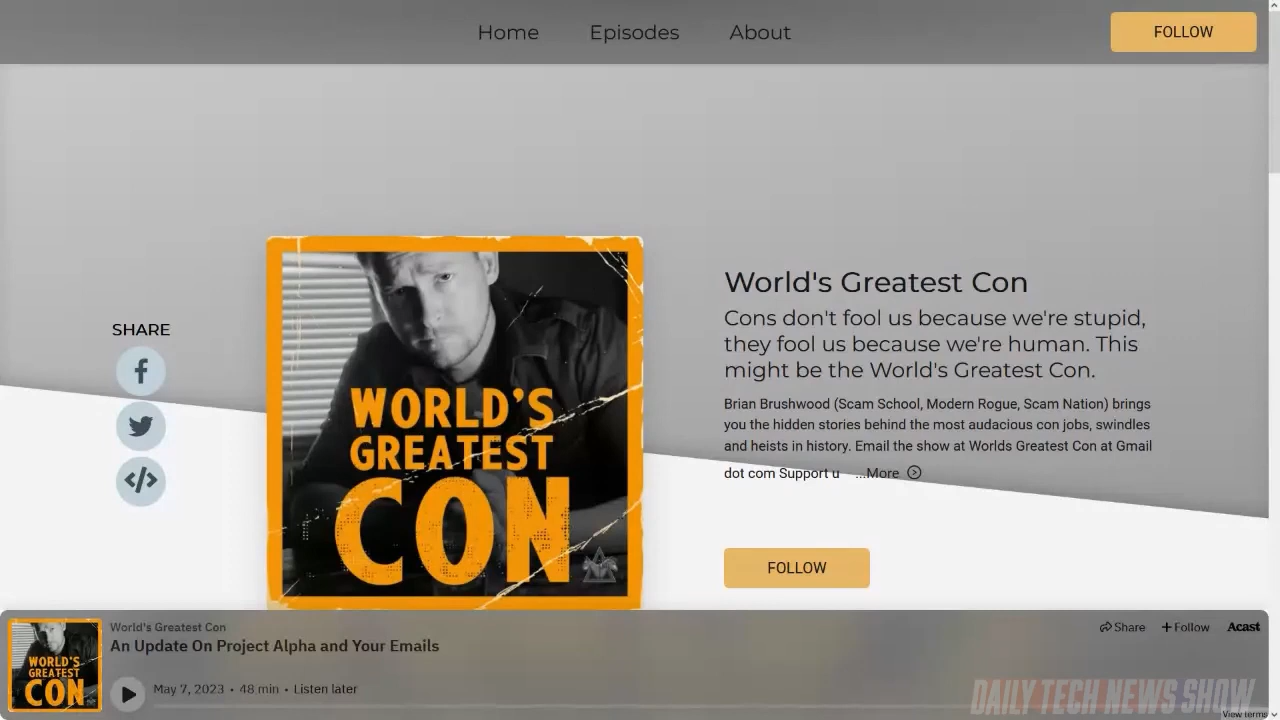 Home Episodes About FOLLOW
SHARE
WORLD'S
GREATEST
CON
World's Greatest Con
Cons don't fool us because we're stupid,
they fool us because we're human. This
might be the World's Greatest Con.
Brian Brushwood (Scam School, Modern Rogue, Scam Nation) brings
you the hidden stories behind the most audacious con jobs, swindles
and heists in history. Email the show at Worlds Greatest Con at Gmail
dot com Support u ...More
FOLLOW
WORLD'S
GREATEST
CON
World's Greatest Con
An Update On Project Alpha and Your Emails
May 7, 2023 • 48 min • Listen later
Share + Follow Acast
DAILY TECH NEWS SHOW
View terms